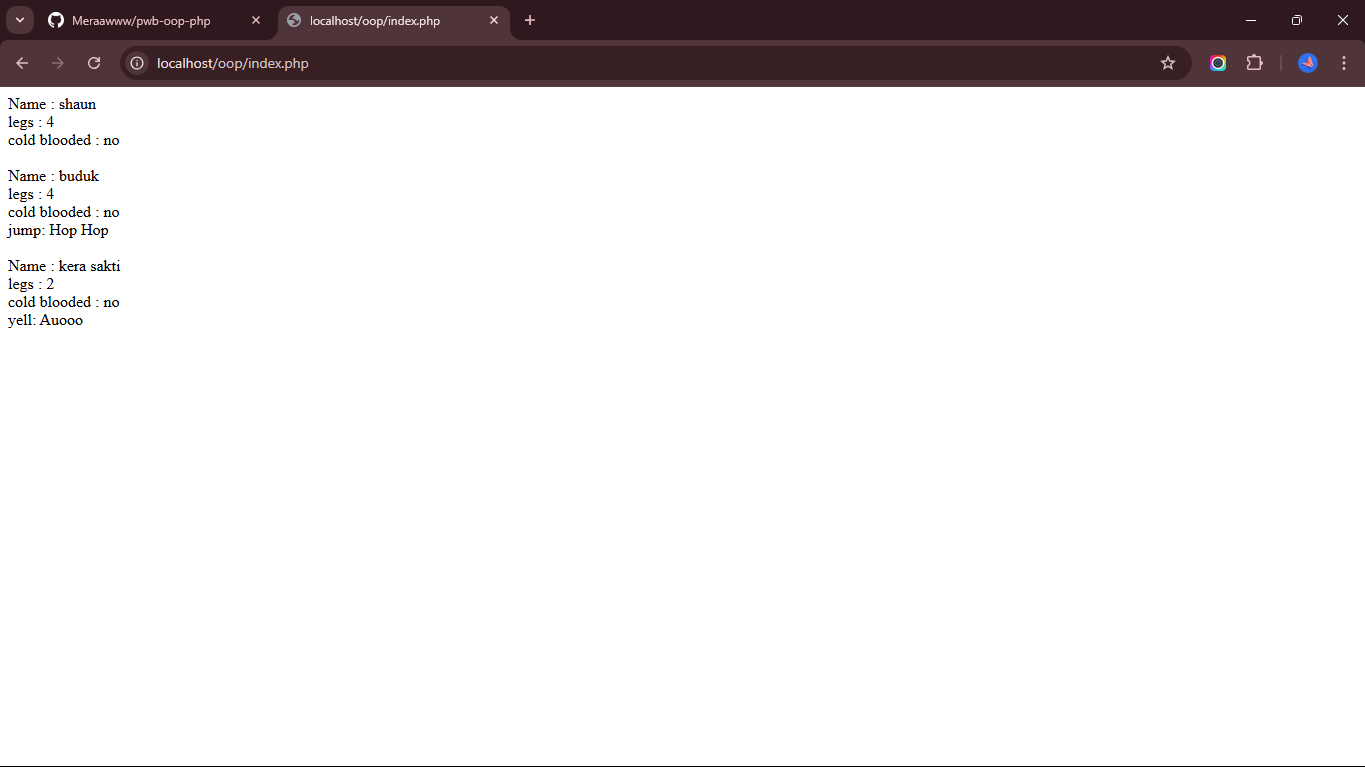 Meraawww/pwb-oop-php
localhost/oop/index.php
localhost/oop/index.php
Name : shaun
legs : 4
cold blooded : no
Name : buduk
legs : 4
cold blooded : no
jump: Hop Hop
Name : kera sakti
legs : 2
cold blooded : no
yell: Auooo